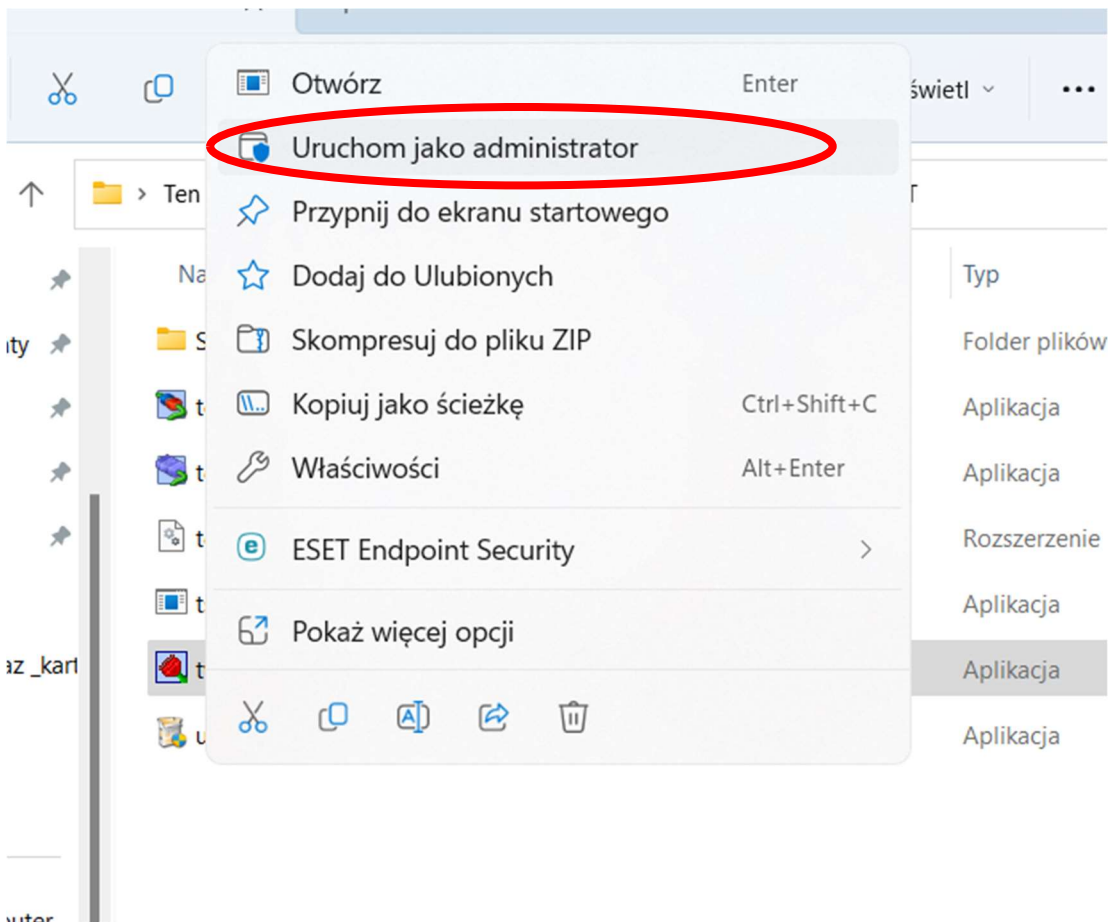 Otwórz Enter
świetl
Uruchom jako administrator
Ten
Przypnij do ekranu startowego
Typ
Dodaj do Ulubionych
Skompresuj do pliku ZIP
Folder plików
Kopiuj jako ścieżkę Ctrl+Shift+C
Aplikacja
Właściwości Alt+Enter
Aplikacja
ESET Endpoint Security
Rozszerzenie
Aplikacja
Pokaż więcej opcji
az _kart
Aplikacja
Aplikacja